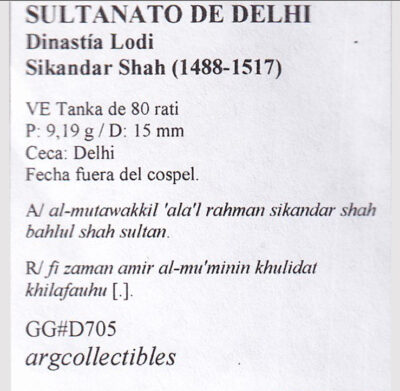 SULTANATO DE DELHI
Dinastía Lodi
Sikandar Shah (1488-1517)
VE Tanka de 80 rati
P: 9,19 g / D: 15 mm
Ceca: Delhi
Fecha fuera del cospel.
A/ al-mutawakkil 'ala'l rahman sikandar shah
bahlul shah sultan.
R/ fi zaman amir al-mu'minin khulidat
khilafauhu [.].
GG#D705
argcollectibles